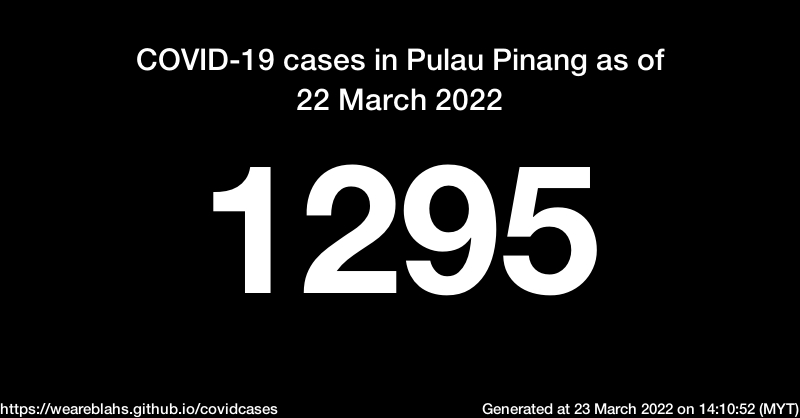 COVID-19 cases in Pulau Pinang as of
22 March 2022
1295
https://weareblahs.github.io/covidcases
Generated at 23 March 2022 on 14:10:52 (MYT)